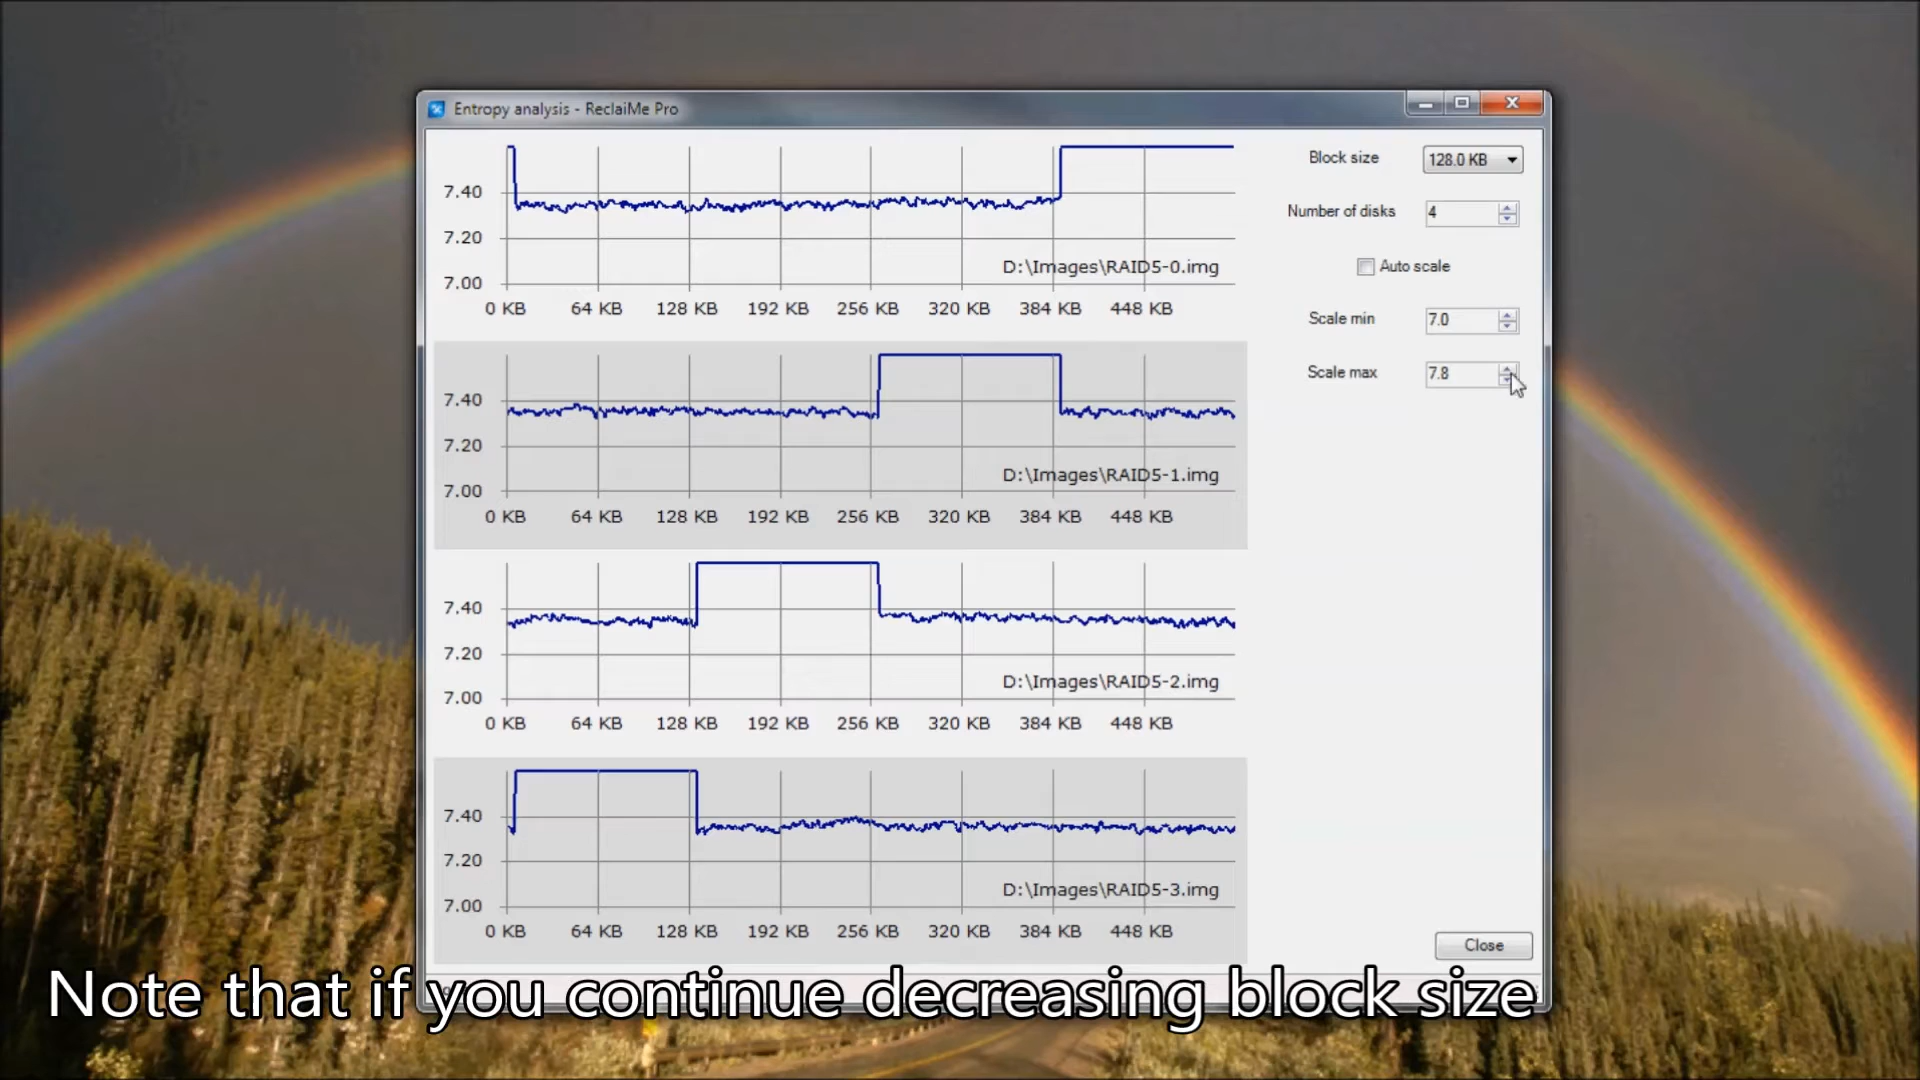 Entropy analysis - ReclaiMe Pro
7.40
7.20
7.00
D:\Images\RAID5-0.img
0 KB 64 KB 128 KB 192 KB 256 KB 320 KB 384 KB 448 KB
7.40
7.20
7.00
D:\Images\RAID5-1.img
0 KB 64 KB 128 KB 192 KB 256 KB 320 KB 384 KB 448 KB
7.40
7.20
7.00
D:\Images\RAID5-2.img
0 KB 64 KB 128 KB 192 KB 256 KB 320 KB 384 KB 448 KB
7.40
7.20
7.00
D:\Images\RAID5-3.img
0 KB 64 KB 128 KB 192 KB 256 KB 320 KB 384 KB 448 KB
Block size 128.0 KB
Number of disks 4
Auto scale
Scale min 7.0
Scale max 7.8
Close
Note that if you continue decreasing block size